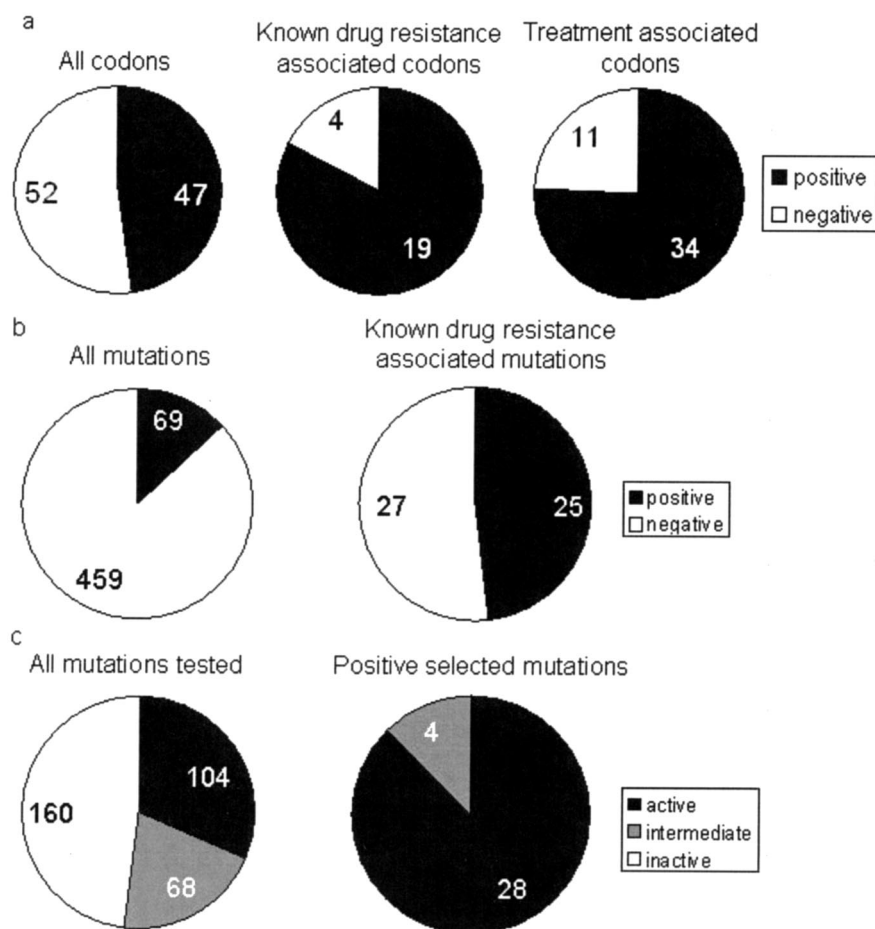 a
All codons
Known drug resistance
associated codons
Treatment associated
codons
52
47
4
19
11
34
positive
negative
b
All mutations
Known drug resistance
associated mutations
69
459
27
25
positive
negative
c
All mutations tested
Positive selected mutations
104
160
68
4
28
active
intermediate
inactive